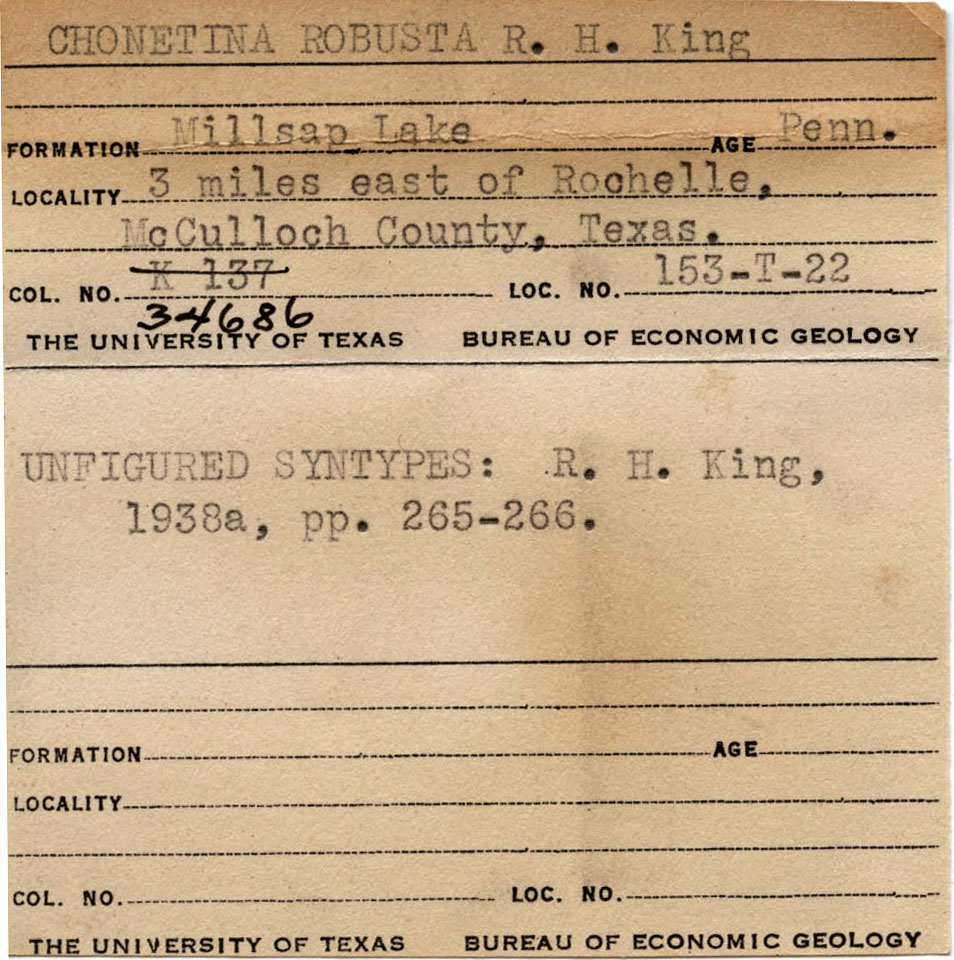 CHONETINA ROBUSTA R. H. King
FORMATION Millsap Lake AGE Penn.
LOCALITY 3 miles east of Rochelle,
McCulloch County, Texas.
COL. NO. K 137 LOC. NO. 153-T-22
34686
THE UNIVERSITY OF TEXAS BUREAU OF ECONOMIC GEOLOGY
UNFIGURED SYNTYPES: R. H. King,
1938a, pp. 265-266.
FORMATION AGE
LOCALITY
COL. NO. LOC. NO.
THE UNIVERSITY OF TEXAS BUREAU OF ECONOMIC GEOLOGY